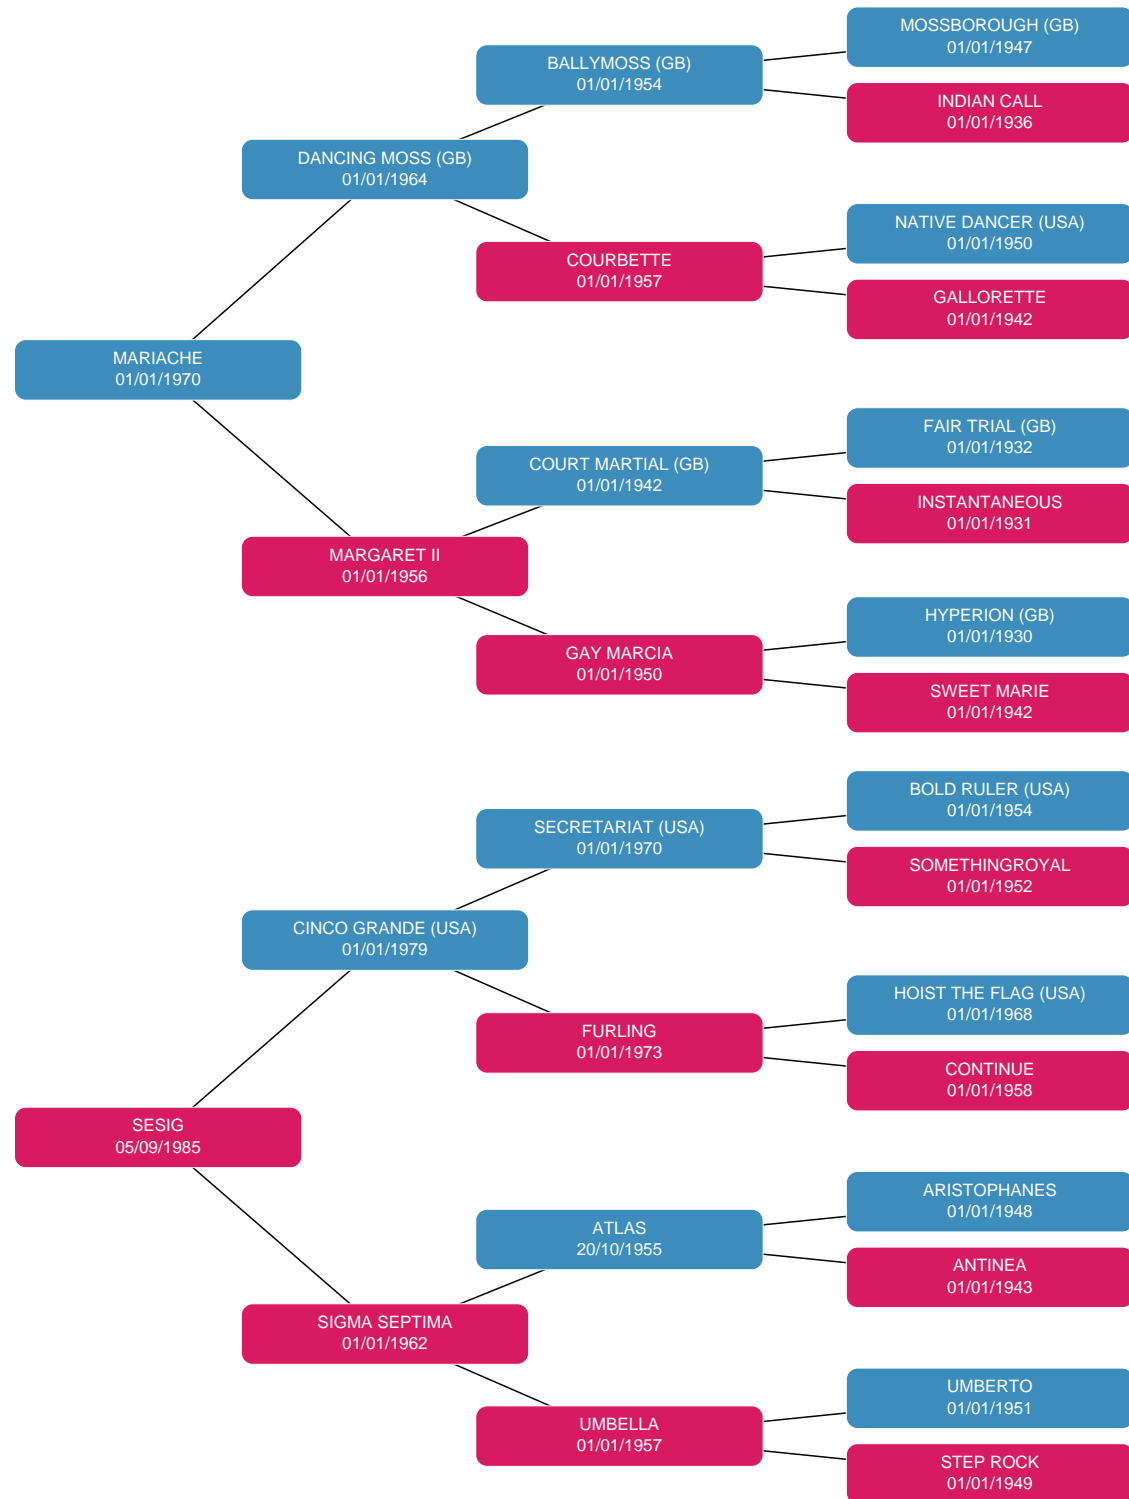 MOSSBOROUGH (GB)
01/01/1947
BALLYMOSS (GB)
01/01/1954
INDIAN CALL
01/01/1936
DANCING MOSS (GB)
01/01/1964
NATIVE DANCER (USA)
01/01/1950
COURBETTE
01/01/1957
GALLORETTE
01/01/1942
MARIACHE
01/01/1970
FAIR TRIAL (GB)
01/01/1932
COURT MARTIAL (GB)
01/01/1942
INSTANTANEOUS
01/01/1931
MARGARET II
01/01/1956
HYPERION (GB)
01/01/1930
GAY MARCIA
01/01/1950
SWEET MARIE
01/01/1942
BOLD RULER (USA)
01/01/1954
SECRETARIAT (USA)
01/01/1970
SOMETHINGROYAL
01/01/1952
CINCO GRANDE (USA)
01/01/1979
HOIST THE FLAG (USA)
01/01/1968
FURLING
01/01/1973
CONTINUE
01/01/1958
SESIG
05/09/1985
ARISTOPHANES
01/01/1948
ATLAS
20/10/1955
ANTINEA
01/01/1943
SIGMA SEPTIMA
01/01/1962
UMBERTO
01/01/1951
UMBELLA
01/01/1957
STEP ROCK
01/01/1949